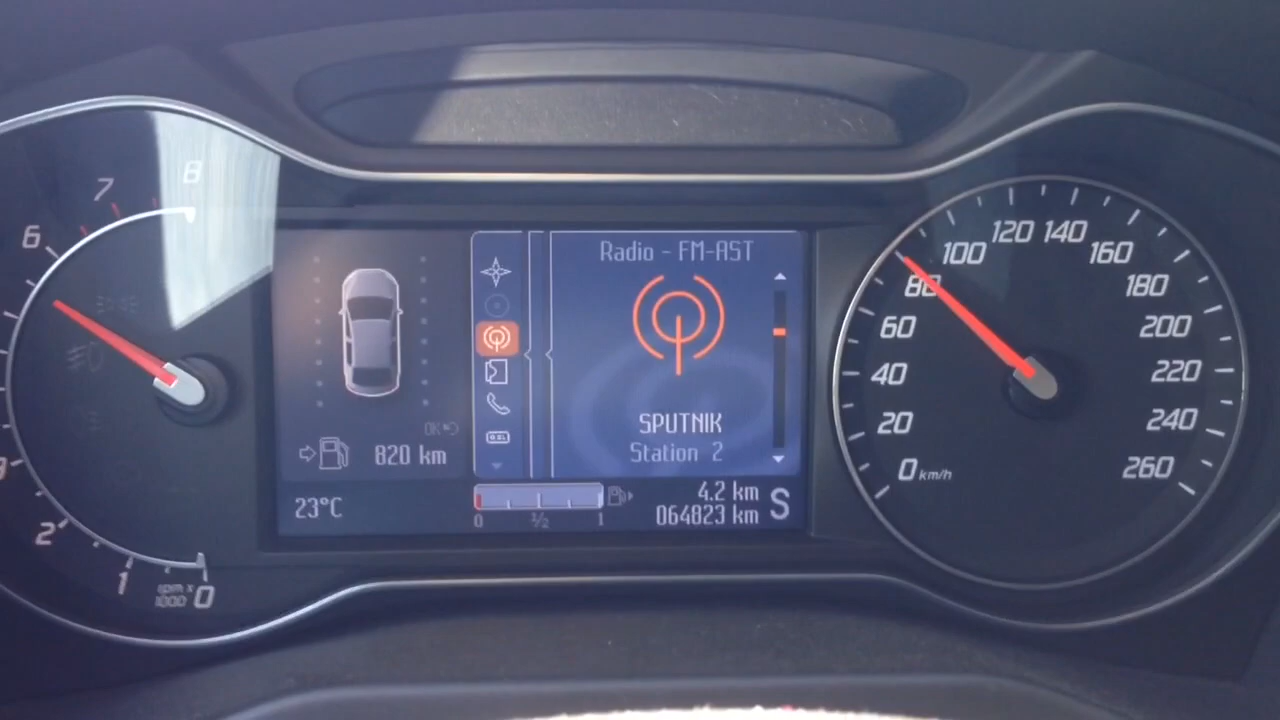 8
7
6
3
2
1
rpm x
1000
0
Radio - FM-AST
SPUTNIK
Station 2
OK
820 km
23°C
0
1/2
1
4.2 km
064823 km
S
0 km/h
20
40
60
80
100
120
140
160
180
200
220
240
260